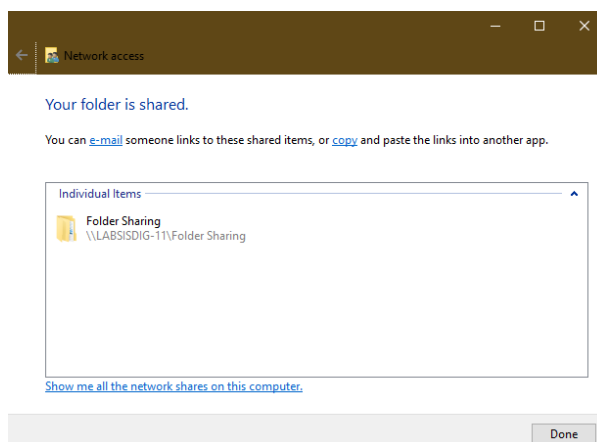 Network access
Your folder is shared.
You can e-mail someone links to these shared items, or copy and paste the links into another app.
Individual Items
Folder Sharing
\\LABSISDIG-11\Folder Sharing
Show me all the network shares on this computer.
Done